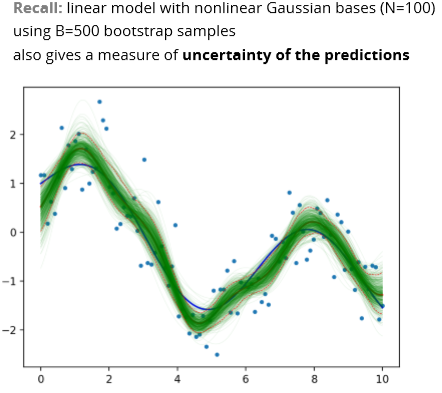 Recall: linear model with nonlinear Gaussian bases (N=100)
using B=500 bootstrap samples
also gives a measure of uncertainty of the predictions
2
1
0
−1
−2
0 2 4 6 8 10